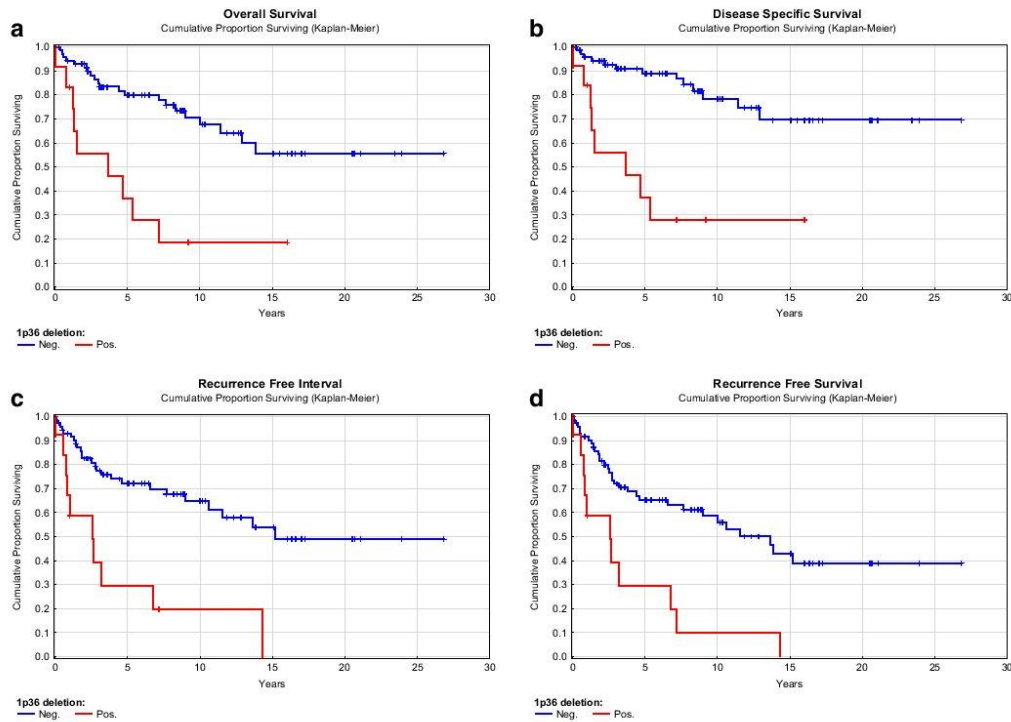 a
Overall Survival
Cumulative Proportion Surviving (Kaplan-Meier)
Cumulative Proportion Surviving
1.0
0.9
0.8
0.7
0.6
0.5
0.4
0.3
0.2
0.1
0.0
0 5 10 15 20 25 30
Years
1p36 deletion:
Neg. Pos.
b
Disease Specific Survival
Cumulative Proportion Surviving (Kaplan-Meier)
Cumulative Proportion Surviving
1.0
0.9
0.8
0.7
0.6
0.5
0.4
0.3
0.2
0.1
0.0
0 5 10 15 20 25 30
Years
1p36 deletion:
Neg. Pos.
c
Recurrence Free Interval
Cumulative Proportion Surviving (Kaplan-Meier)
Cumulative Proportion Surviving
1.0
0.9
0.8
0.7
0.6
0.5
0.4
0.3
0.2
0.1
0.0
0 5 10 15 20 25 30
Years
1p36 deletion:
Neg. Pos.
d
Recurrence Free Survival
Cumulative Proportion Surviving (Kaplan-Meier)
Cumulative Proportion Surviving
1.0
0.9
0.8
0.7
0.6
0.5
0.4
0.3
0.2
0.1
0.0
0 5 10 15 20 25 30
Years
1p36 deletion:
Neg. Pos.